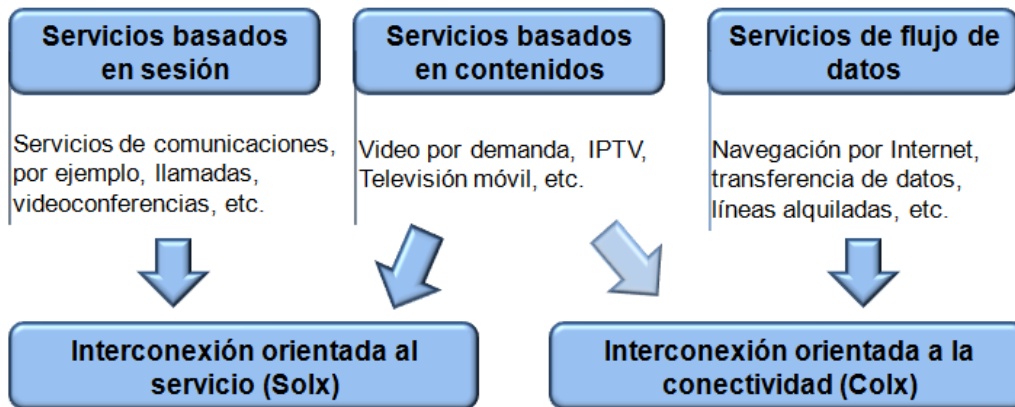 Servicios basados
en sesión
Servicios basados
en contenidos
Servicios de flujo de
datos
Servicios de comunicaciones,
por ejemplo, llamadas,
videoconferencias, etc.
Video por demanda, IPTV,
Televisión móvil, etc.
Navegación por Internet,
transferencia de datos,
líneas alquiladas, etc.
Interconexión orientada al
servicio (SoIx)
Interconexión orientada a la
conectividad (CoIx)